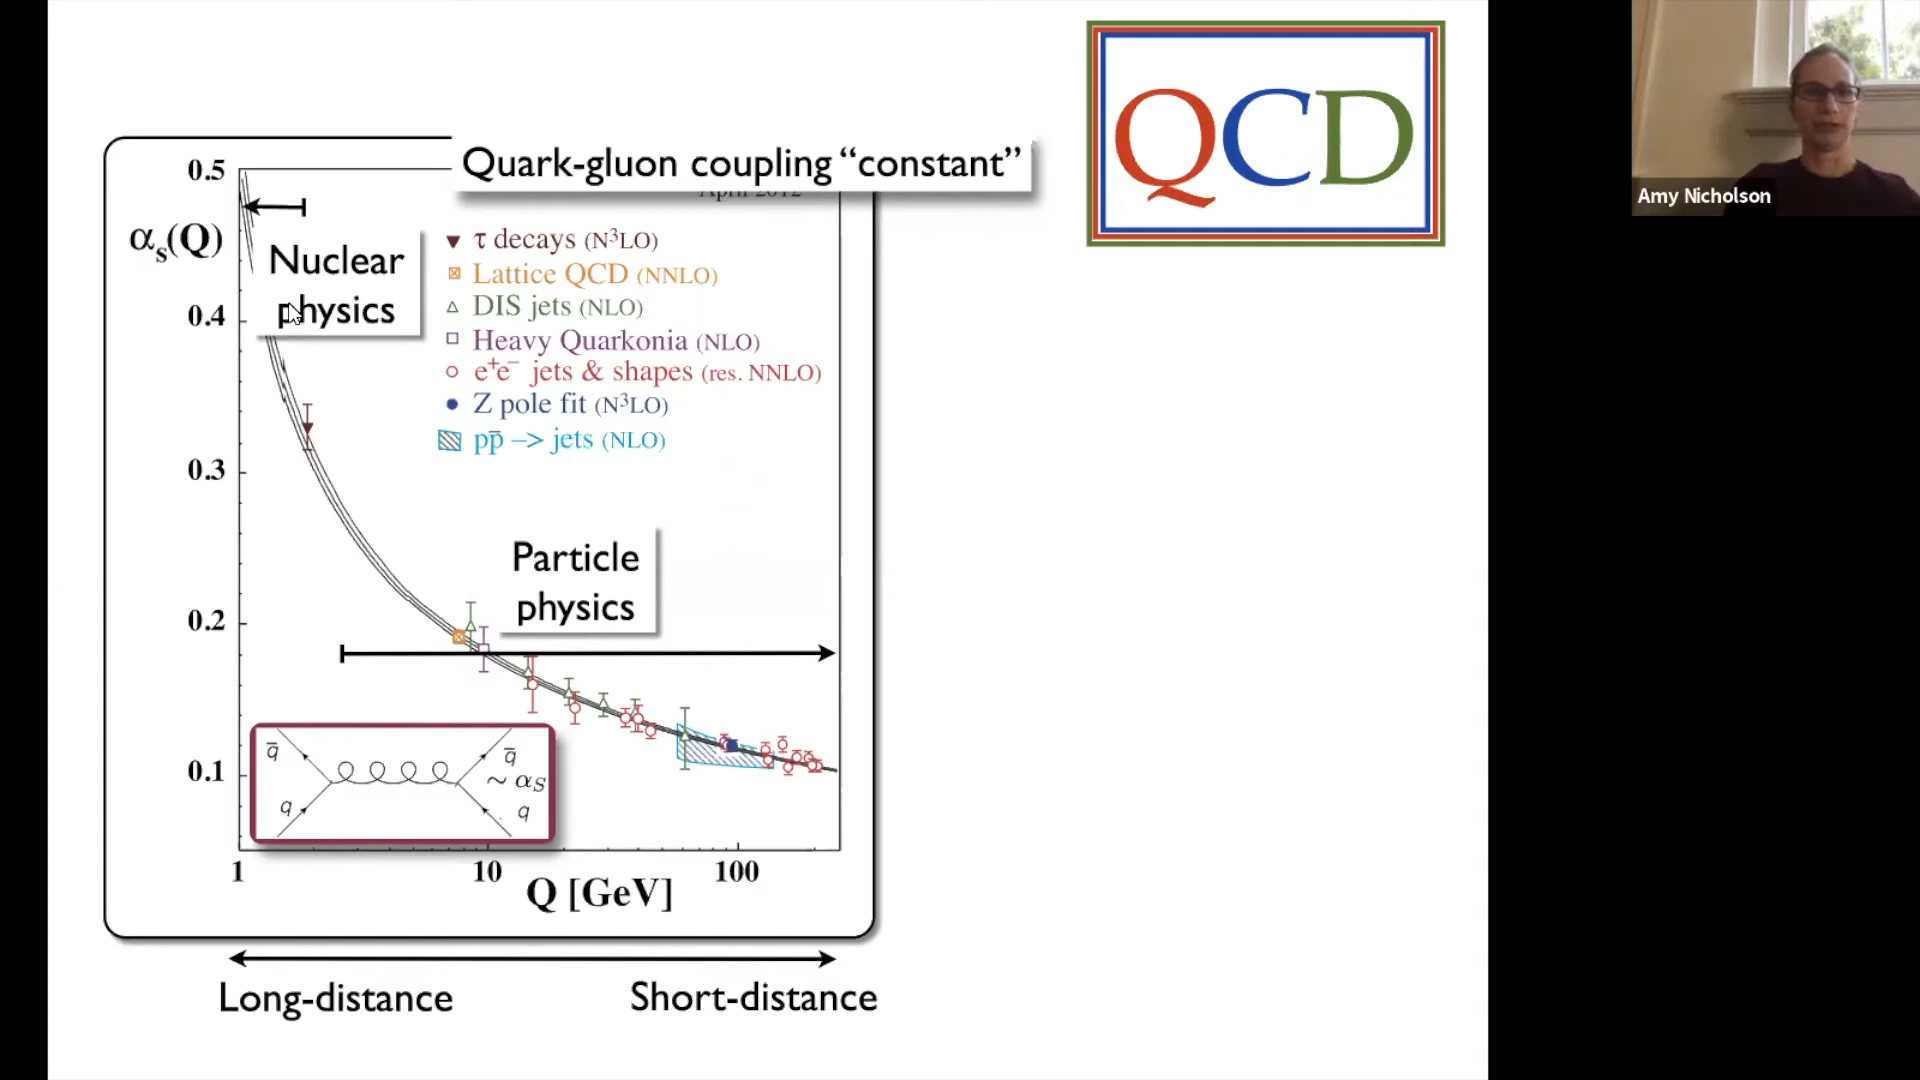 QCD
Amy Nicholson
Quark-gluon coupling “constant”
April 2012
0.5
αs(Q)
0.4
0.3
0.2
0.1
Nuclear
physics
τ decays (N³LO)
Lattice QCD (NNLO)
DIS jets (NLO)
Heavy Quarkonia (NLO)
e⁺e⁻ jets & shapes (res. NNLO)
Z pole fit (N³LO)
pp̅ –> jets (NLO)
Particle
physics
q̅
q̅
~ αS
q
q
1
10
100
Q [GeV]
Long-distance
Short-distance